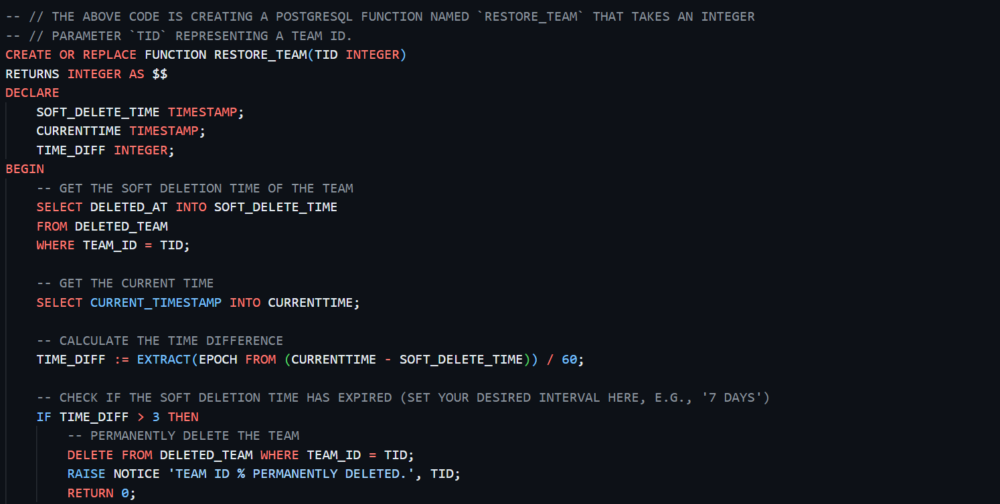 -- // THE ABOVE CODE IS CREATING A POSTGRESQL FUNCTION NAMED `RESTORE_TEAM` THAT TAKES AN INTEGER
-- // PARAMETER `TID` REPRESENTING A TEAM ID.
CREATE OR REPLACE FUNCTION RESTORE_TEAM(TID INTEGER)
RETURNS INTEGER AS $$
DECLARE
    SOFT_DELETE_TIME TIMESTAMP;
    CURRENTTIME TIMESTAMP;
    TIME_DIFF INTEGER;
BEGIN
    -- GET THE SOFT DELETION TIME OF THE TEAM
    SELECT DELETED_AT INTO SOFT_DELETE_TIME
    FROM DELETED_TEAM
    WHERE TEAM_ID = TID;

    -- GET THE CURRENT TIME
    SELECT CURRENT_TIMESTAMP INTO CURRENTTIME;

    -- CALCULATE THE TIME DIFFERENCE
    TIME_DIFF := EXTRACT(EPOCH FROM (CURRENTTIME - SOFT_DELETE_TIME)) / 60;

    -- CHECK IF THE SOFT DELETION TIME HAS EXPIRED (SET YOUR DESIRED INTERVAL HERE, E.G., '7 DAYS')
    IF TIME_DIFF > 3 THEN
        -- PERMANENTLY DELETE THE TEAM
        DELETE FROM DELETED_TEAM WHERE TEAM_ID = TID;
        RAISE NOTICE 'TEAM ID % PERMANENTLY DELETED.', TID;
        RETURN 0;